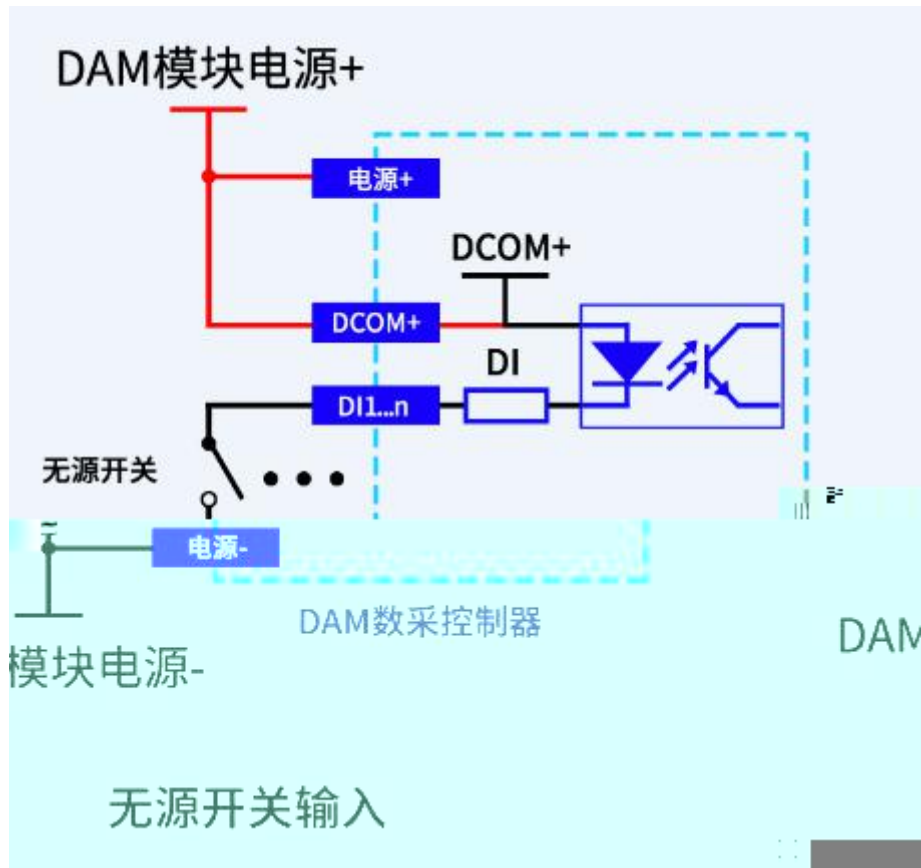 DAM模块电源+
电源+
DCOM+
DCOM+
DI
DI1...n
无源开关
电源-
DAM数采控制器
DAM
模块电源-
无源开关输入